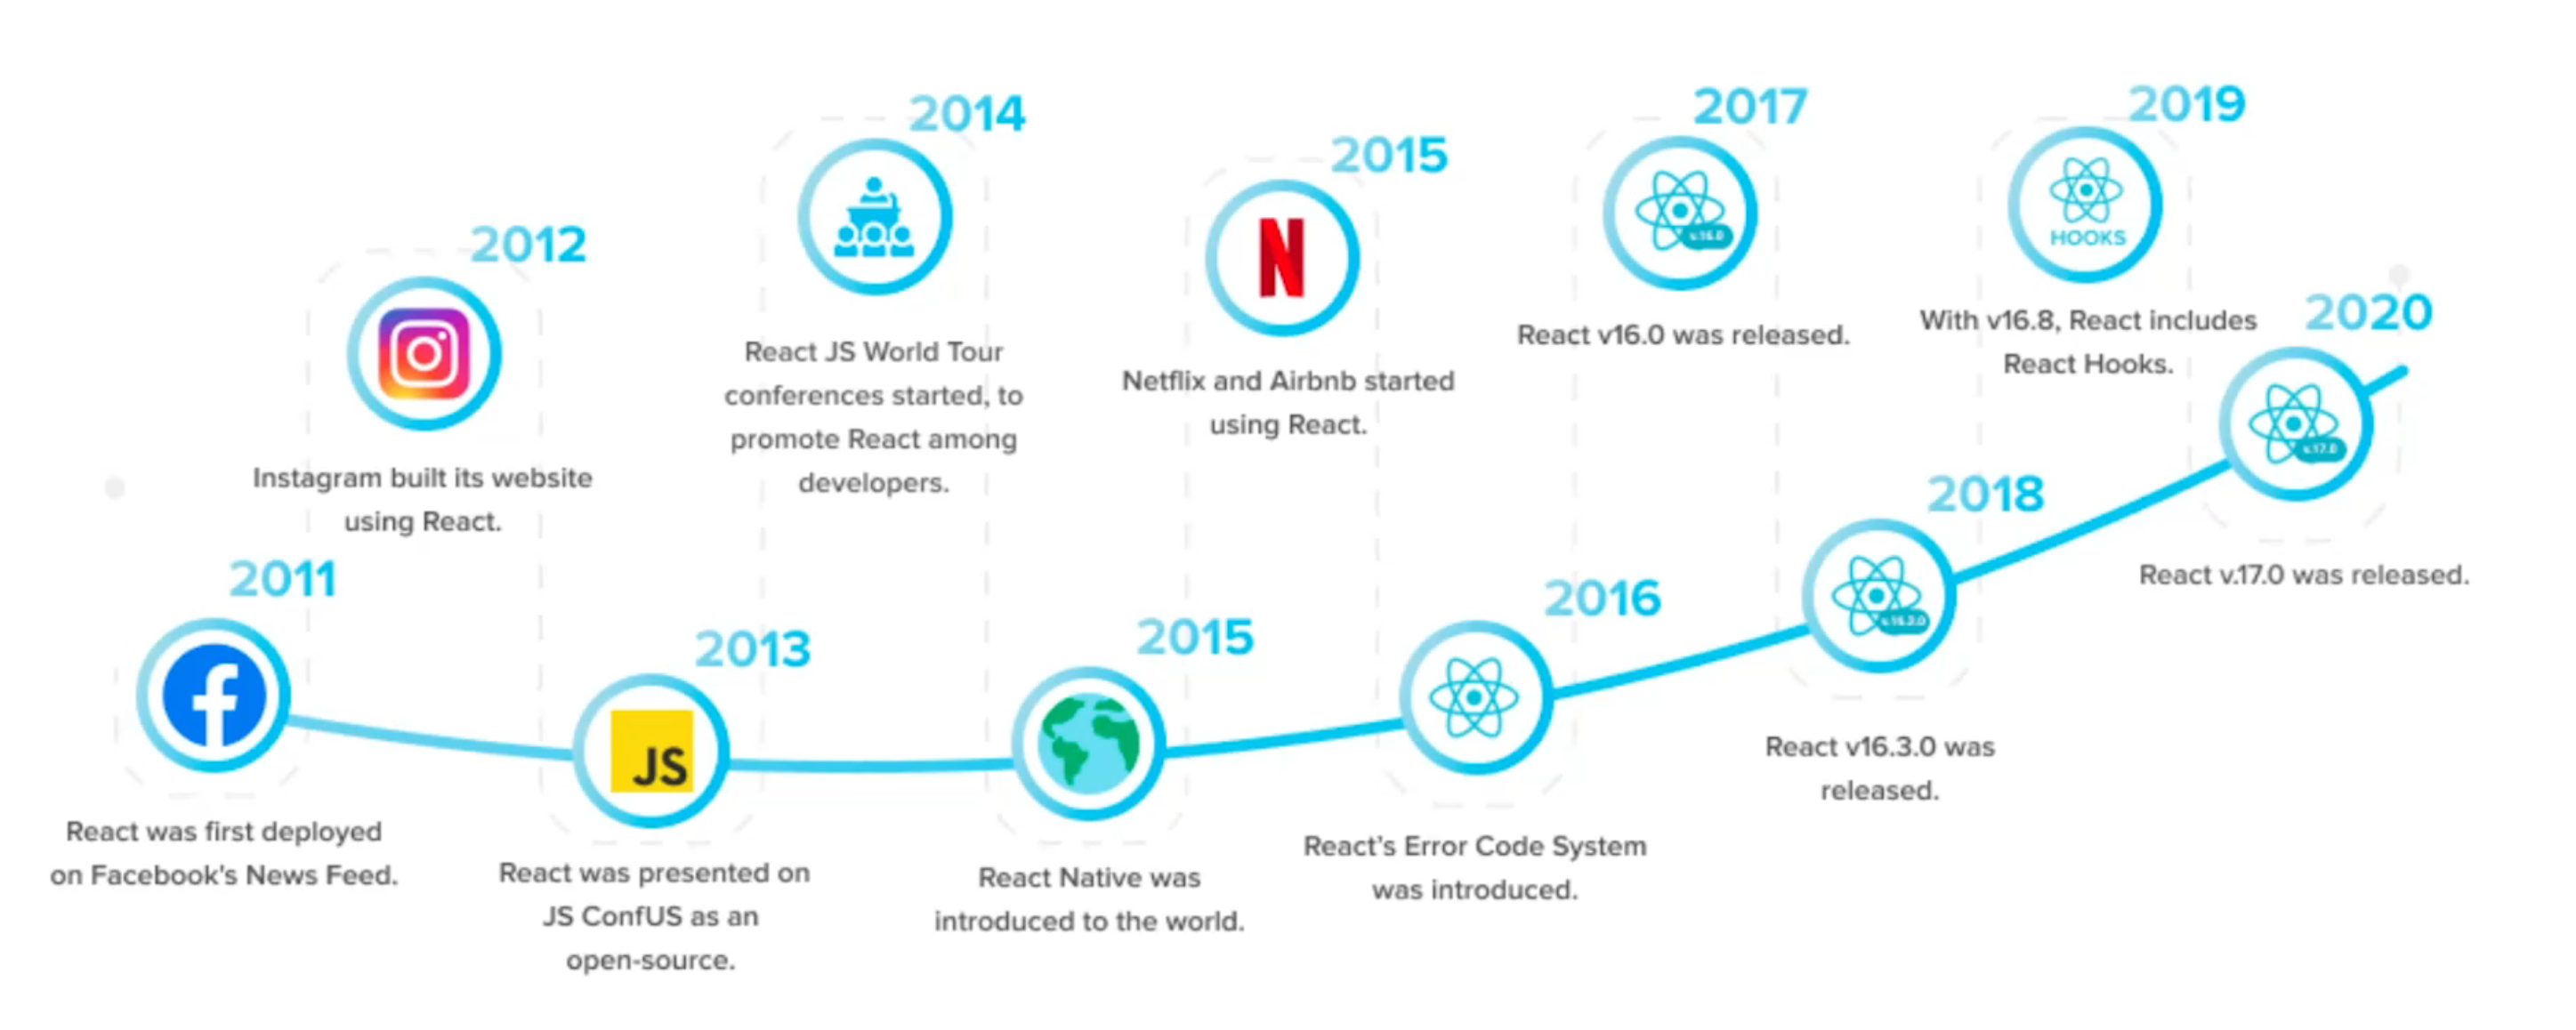 2011
React was first deployed
on Facebook's News Feed.
2012
Instagram built its website
using React.
2013
JS
React was presented on
JS ConfUS as an
open-source.
2014
React JS World Tour
conferences started, to
promote React among
developers.
2015
React Native was
introduced to the world.
2015
N
Netflix and Airbnb started
using React.
2016
React's Error Code System
was introduced.
2017
v.16.0
React v16.0 was released.
2018
v.16.3.0
React v16.3.0 was
released.
2019
HOOKS
With v16.8, React includes
React Hooks.
2020
v.17.0
React v.17.0 was released.